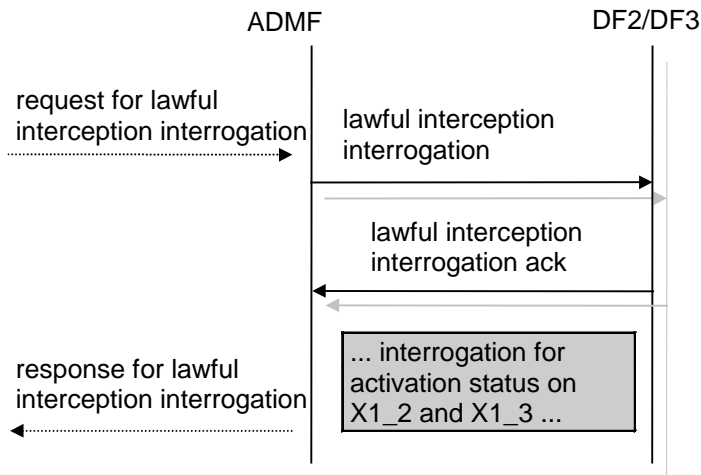 ADMF
DF2/DF3
request for lawful
interception interrogation
lawful interception
interrogation
lawful interception
interrogation ack
... interrogation for
activation status on
X1_2 and X1_3 ...
response for lawful
interception interrogation